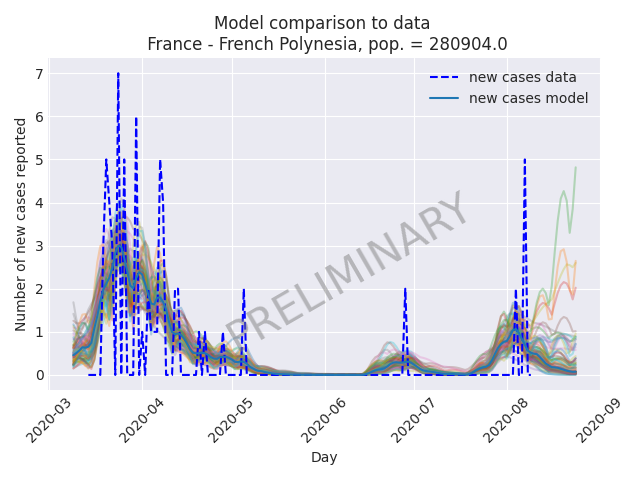 Model comparison to data
France - French Polynesia, pop. = 280904.0
new cases data
new cases model
Number of new cases reported
7
6
5
4
3
2
1
0
PRELIMINARY
2020-03
2020-04
2020-05
2020-06
2020-07
2020-08
2020-09
Day